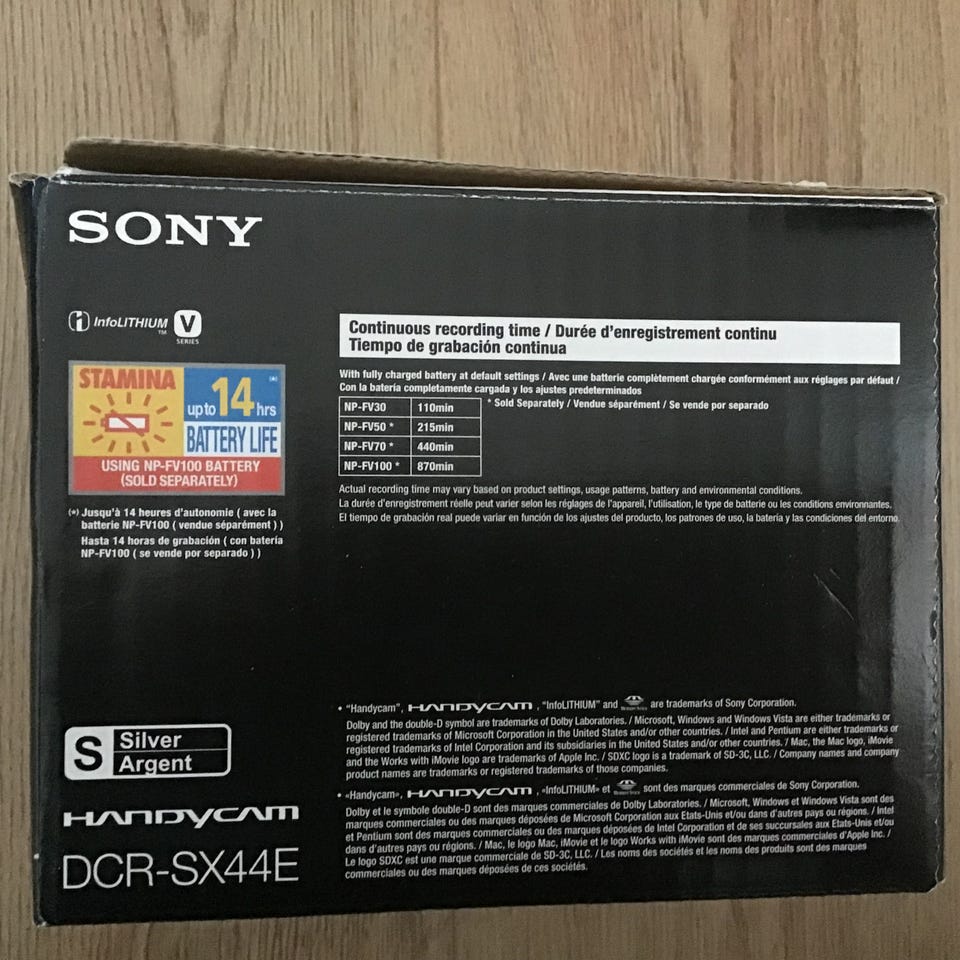 SONY
InfoLITHIUM V
TM SERIES
STAMINA
up to 14 hrs (*)
BATTERY LIFE
USING NP-FV100 BATTERY
(SOLD SEPARATELY)
(*) Jusqu'à 14 heures d'autonomie ( avec la
batterie NP-FV100 ( vendue séparément ) )
Hasta 14 horas de grabación ( con batería
NP-FV100 ( se vende por separado ) )
Continuous recording time / Durée d'enregistrement continu
Tiempo de grabación continua
With fully charged battery at default settings / Avec une batterie complètement chargée conformément aux réglages par défaut /
Con la batería completamente cargada y los ajustes predeterminados
NP-FV30 110min
NP-FV50 * 215min
NP-FV70 * 440min
NP-FV100 * 870min
* Sold Separately / Vendue séparément / Se vende por separado
Actual recording time may vary based on product settings, usage patterns, battery and environmental conditions.
La durée d'enregistrement réelle peut varier selon les réglages de l'appareil, l'utilisation, le type de batterie ou les conditions environnantes.
El tiempo de grabación real puede variar en función de los ajustes del producto, los patrones de uso, la batería y las condiciones del entorno.
• "Handycam", HANDYCAM, "InfoLITHIUM" and are trademarks of Sony Corporation.
Dolby and the double-D symbol are trademarks of Dolby Laboratories. / Microsoft, Windows and Windows Vista are either trademarks or
registered trademarks of Microsoft Corporation in the United States and/or other countries. / Intel and Pentium are either trademarks or
registered trademarks of Intel Corporation and its subsidiaries in the United States and/or other countries. / Mac, the Mac logo, iMovie
and the Works with iMovie logo are trademarks of Apple Inc. / SDXC logo is a trademark of SD-3C, LLC. / Company names and company
product names are trademarks or registered trademarks of those companies.
• «Handycam», HANDYCAM, «InfoLITHIUM» et sont des marques commerciales de Sony Corporation.
Dolby et le symbole double-D sont des marques commerciales de Dolby Laboratories. / Microsoft, Windows et Windows Vista sont des
marques commerciales ou des marques déposées de Microsoft Corporation aux Etats-Unis et/ou dans d'autres pays ou régions. / Intel
et Pentium sont des marques commerciales ou des marques déposées de Intel Corporation et de ses succursales aux Etats-Unis et/ou
dans d'autres pays ou régions. / Mac, le logo Mac, iMovie et le logo Works with iMovie sont des marques commerciales d'Apple Inc. /
Le logo SDXC est une marque commerciale de SD-3C, LLC. / Les noms des sociétés et les noms de produits sont des marques
commerciales ou des marques déposées de ces sociétés.
S Silver
Argent
HANDYCAM
DCR-SX44E